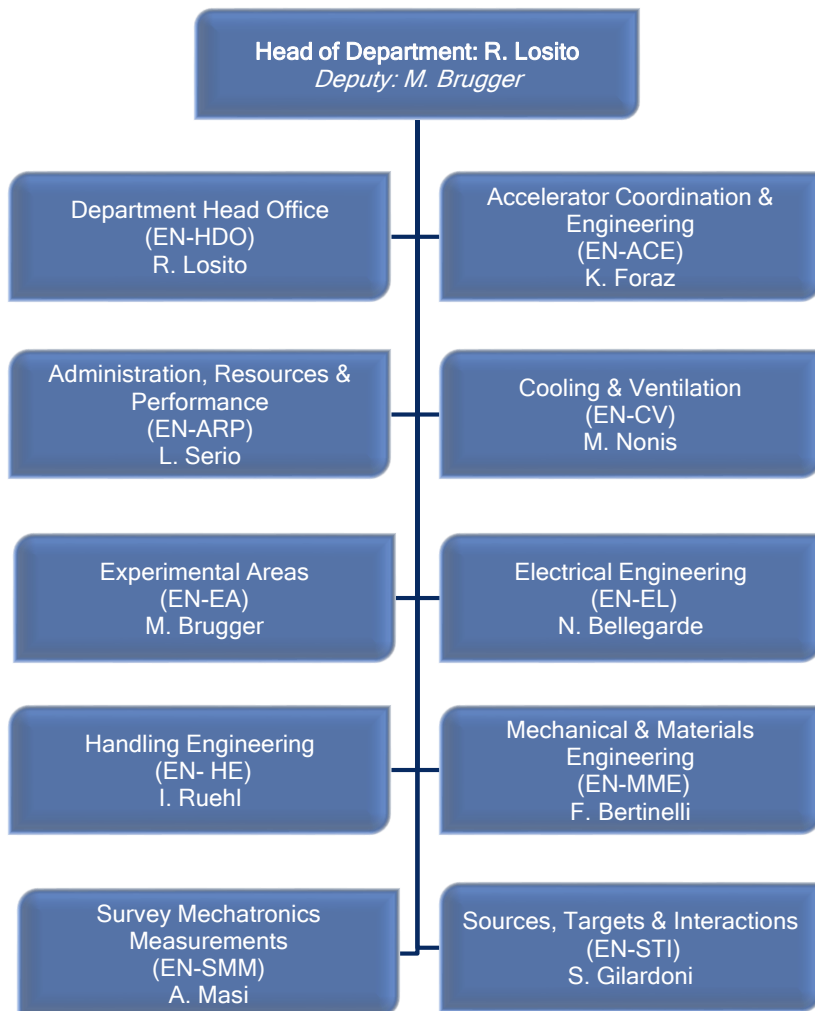 Head of Department: R. Losito
Deputy: M. Brugger
Department Head Office
(EN-HDO)
R. Losito
Accelerator Coordination &
Engineering
(EN-ACE)
K. Foraz
Administration, Resources &
Performance
(EN-ARP)
L. Serio
Cooling & Ventilation
(EN-CV)
M. Nonis
Experimental Areas
(EN-EA)
M. Brugger
Electrical Engineering
(EN-EL)
N. Bellegarde
Handling Engineering
(EN- HE)
I. Ruehl
Mechanical & Materials
Engineering
(EN-MME)
F. Bertinelli
Survey Mechatronics
Measurements
(EN-SMM)
A. Masi
Sources, Targets & Interactions
(EN-STI)
S. Gilardoni